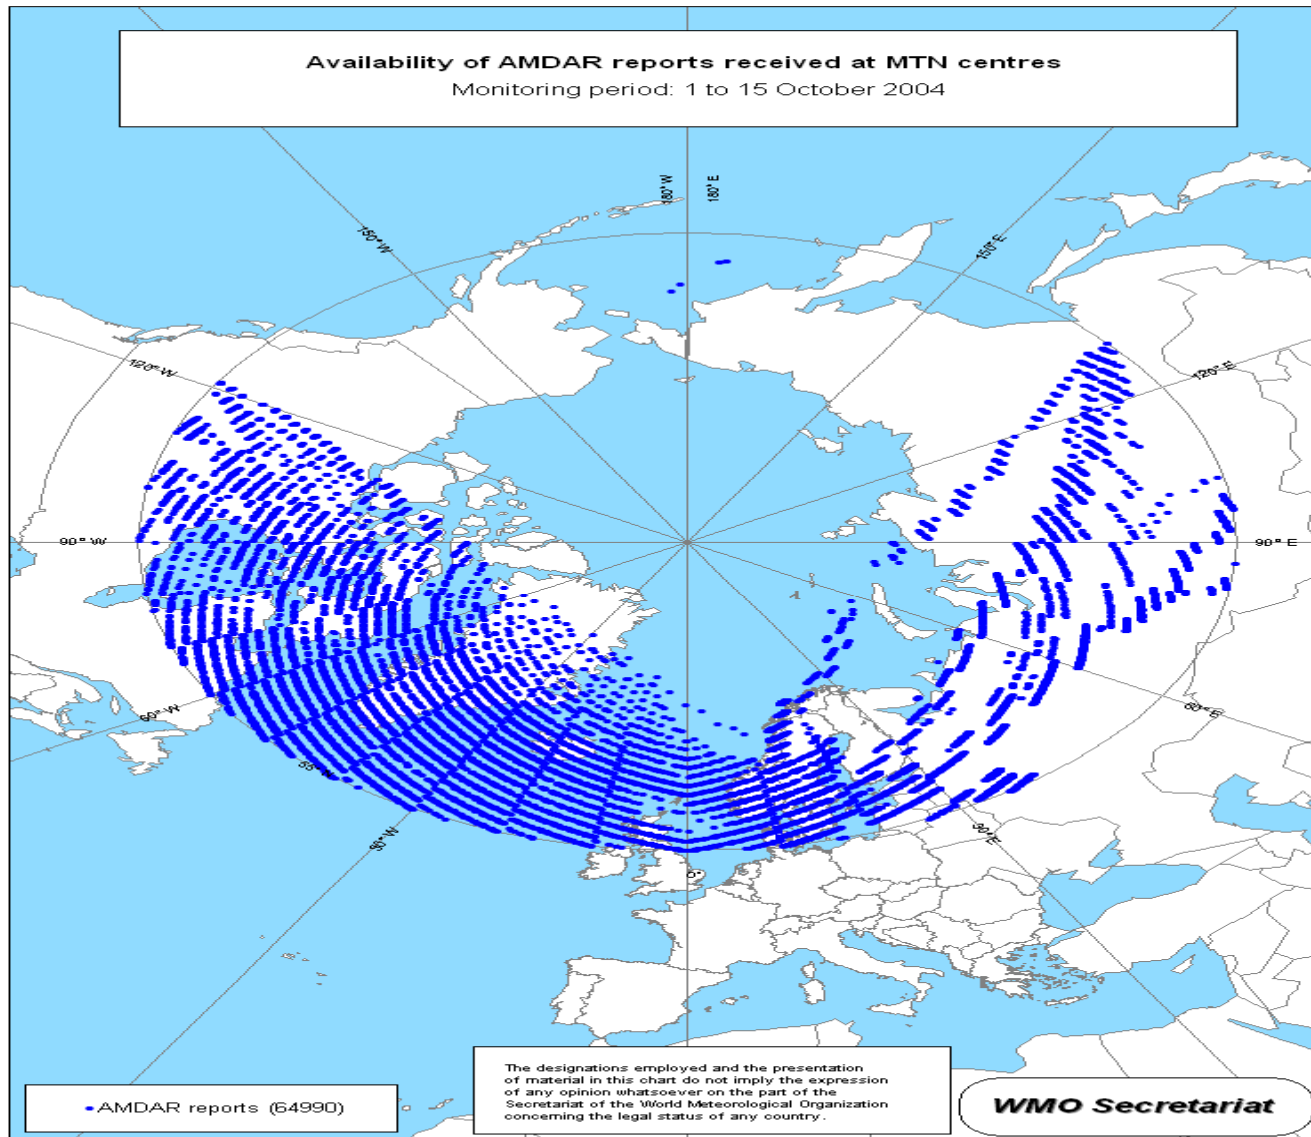 Availability of AMDAR reports received at MTN centres
Monitoring period: 1 to 15 October 2004
180° W
180° E
150° W
150° E
120° W
120° E
90° W
90° E
60° W
60° E
55° N
30° W
30° E
0°
AMDAR reports (64990)
The designations employed and the presentation
of material in this chart do not imply the expression
of any opinion whatsoever on the part of the
Secretariat of the World Meteorological Organization
concerning the legal status of any country.
WMO Secretariat